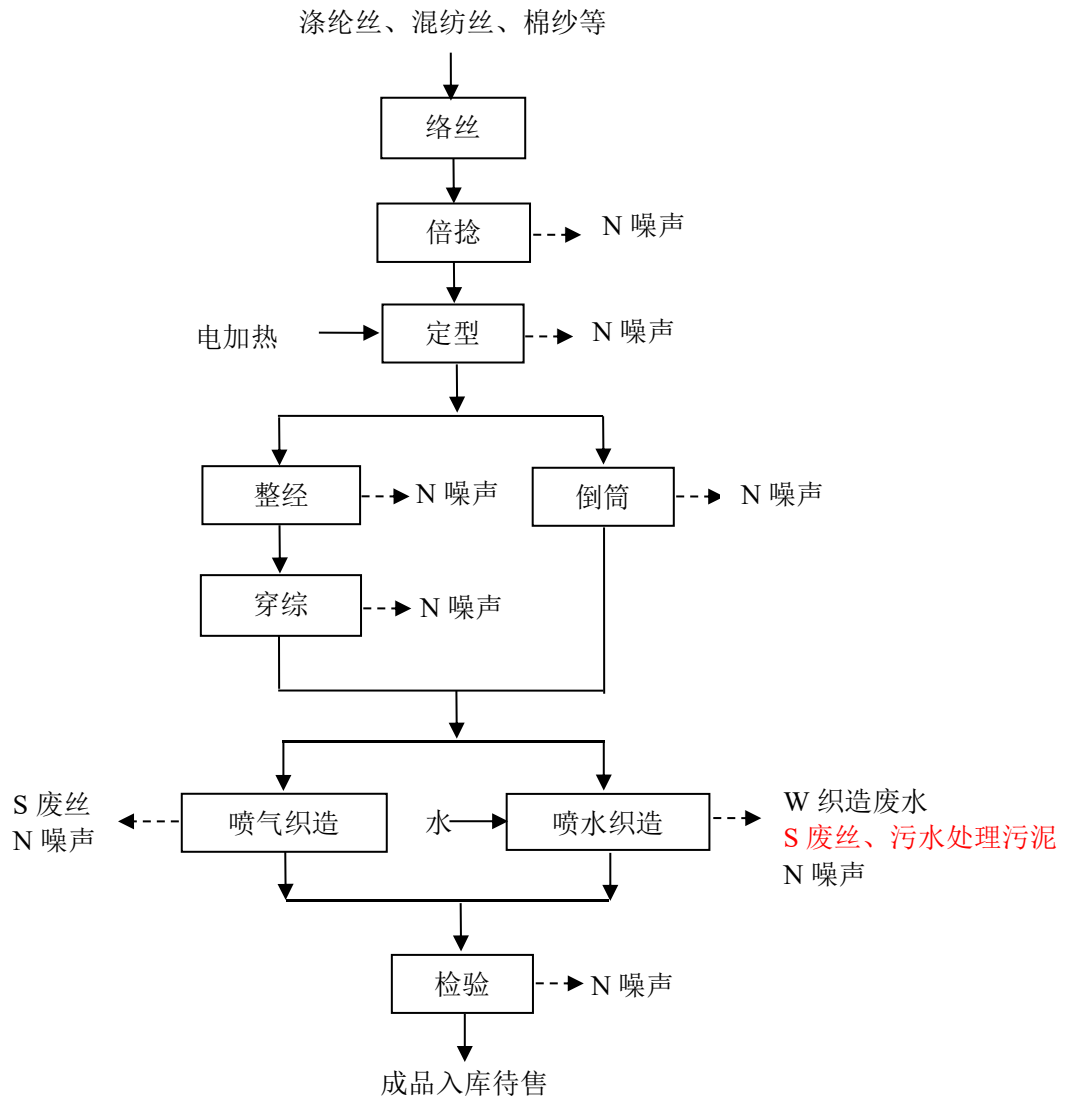 涤纶丝、混纺丝、棉纱等
络丝
倍捻
N 噪声
电加热
定型
N 噪声
整经
N 噪声
倒筒
N 噪声
穿综
N 噪声
S 废丝
N 噪声
喷气织造
水
喷水织造
W 织造废水
S 废丝、污水处理污泥
N 噪声
检验
N 噪声
成品入库待售